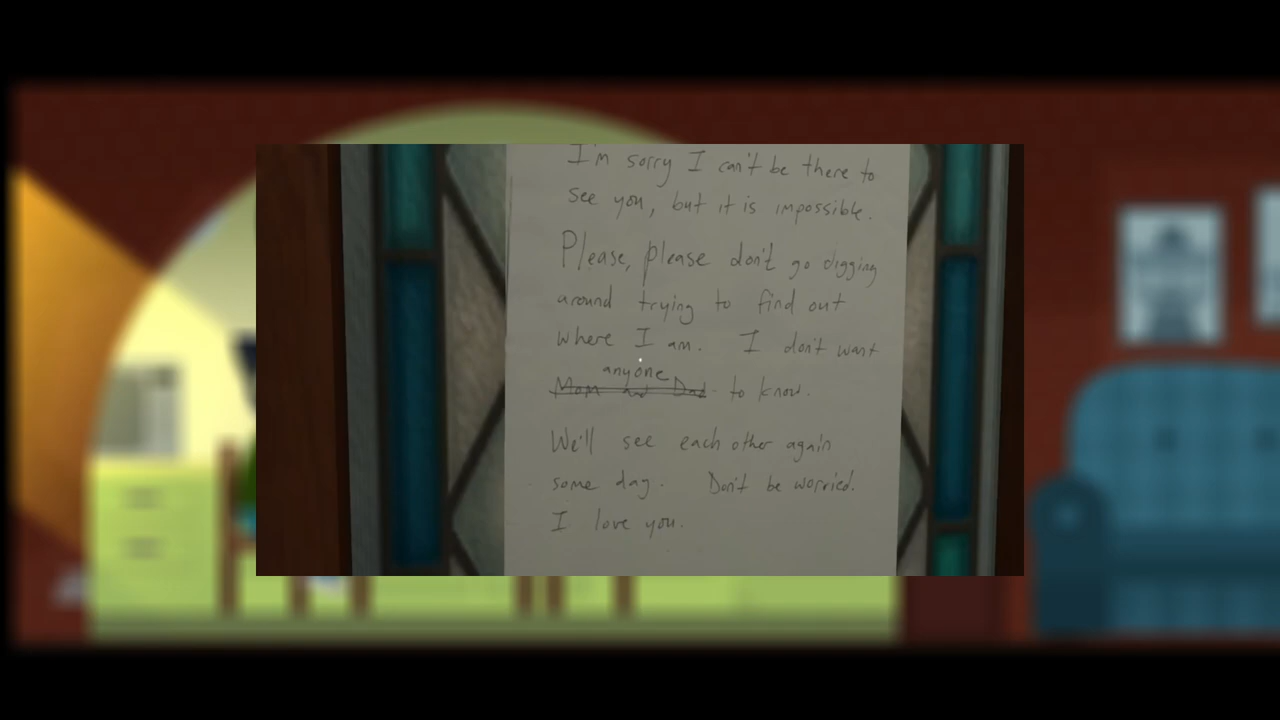 I'm sorry I can't be there to
see you, but it is impossible.
Please, please don't go digging
around trying to find out
where I am. I don't want
anyone
Mom and Dad to know.
We'll see each other again
some day. Don't be worried.
I love you.